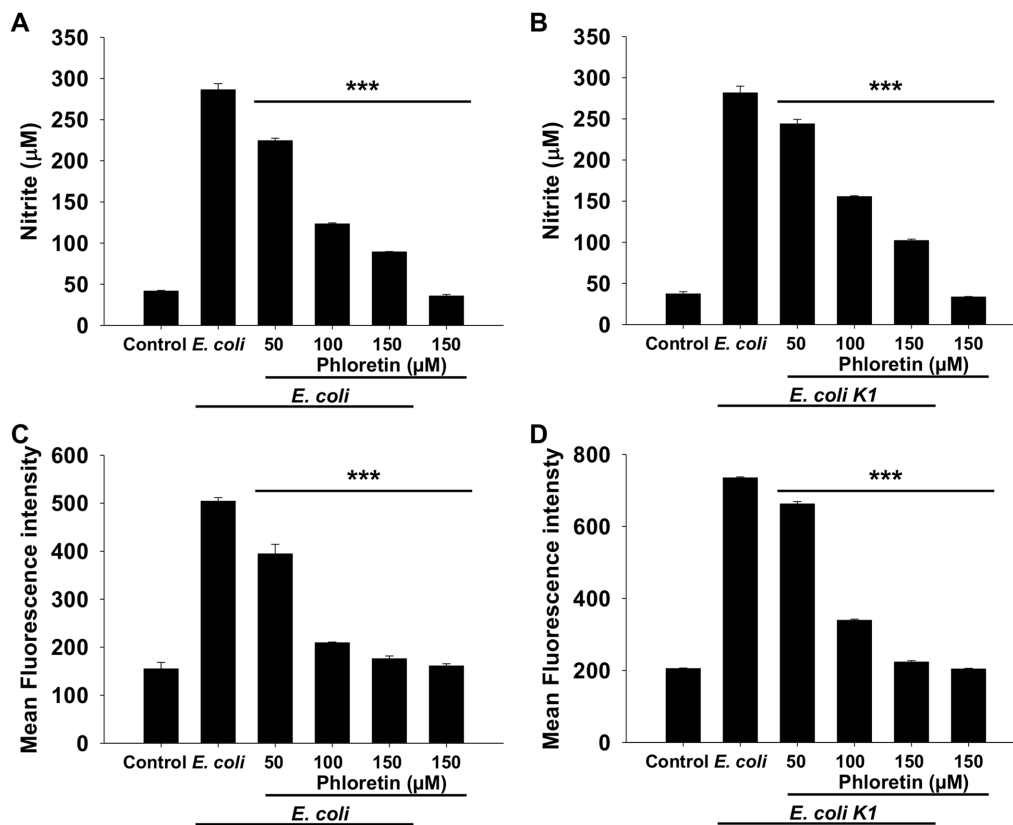 A
Nitrite (µM)
350
300
250
200
150
100
50
0
***
Control E. coli 50 100 150 150
Phloretin (µM)
E. coli
B
Nitrite (µM)
350
300
250
200
150
100
50
0
***
Control E. coli 50 100 150 150
Phloretin (µM)
E. coli K1
C
Mean Fluorescence intensity
600
500
400
300
200
100
0
***
Control E. coli 50 100 150 150
Phloretin (µM)
E. coli
D
Mean Fluorescence intensty
800
600
400
200
0
***
Control E. coli 50 100 150 150
Phloretin (µM)
E. coli K1